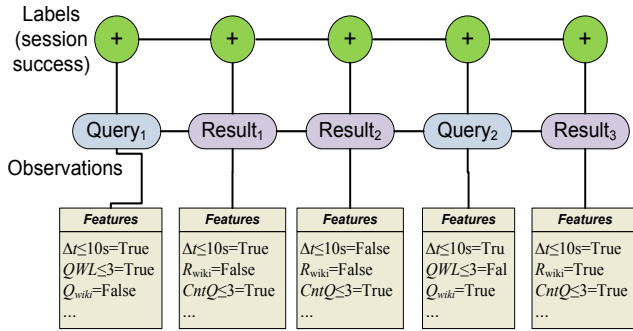 Labels
(session
success)
+ + + + +
Query1 Result1 Result2 Query2 Result3
Observations
Features
Δt≤10s=True
QWL≤3=True
Qwiki=False
...
Features
Δt≤10s=True
Rwiki=False
CntQ≤3=True
...
Features
Δt≤10s=False
Rwiki=False
CntQ≤3=True
...
Features
Δt≤10s=Tru
QWL≤3=Fal
Qwiki=True
...
Features
Δt≤10s=True
Rwiki=True
CntQ≤3=True
...